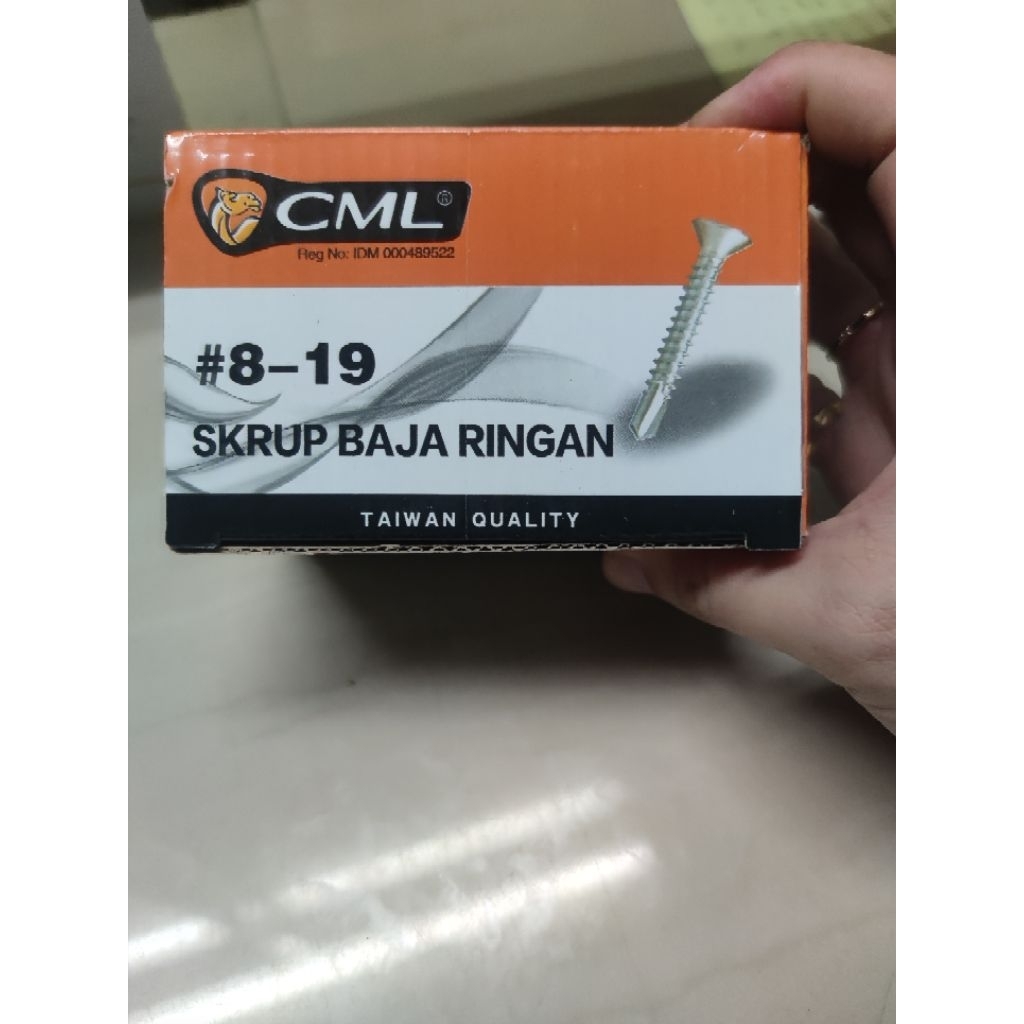 CML®
Reg No: IDM 000489522
#8-19
SKRUP BAJA RINGAN
TAIWAN QUALITY